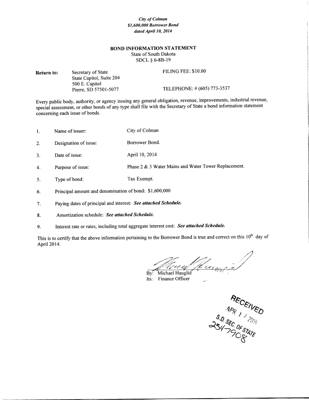 City of Colman
$1,600,000 Borrower Bond
dated April 10, 2014
BOND INFORMATION STATEMENT
State of South Dakota
SDCL § 6-8B-19
Return to: Secretary of State FILING FEE: $10.00
State Capitol, Suite 204
500 E. Capitol
Pierre, SD 57501-5077 TELEPHONE: # (605) 773-3537
Every public body, authority, or agency issuing any general obligation, revenue, improvements, industrial revenue,
special assessment, or other bonds of any type shall file with the Secretary of State a bond information statement
concerning each issue of bonds.
1. Name of issuer: City of Colman
2. Designation of issue: Borrower Bond.
3. Date of issue: April 10, 2014
4. Purpose of issue: Phase 2 & 3 Water Mains and Water Tower Replacement.
5. Type of bond: Tax Exempt.
6. Principal amount and denomination of bond: $1,600,000
7. Paying dates of principal and interest: See attached Schedule.
8. Amortization schedule: See attached Schedule.
9. Interest rate or rates, including total aggregate interest cost: See attached Schedule.
This is to certify that the above information pertaining to the Borrower Bond is true and correct on this 10th day of
April 2014.
By: Michael
Its: Finance Officer
RECEIVED
APR
S.D. SEC. OF STATE